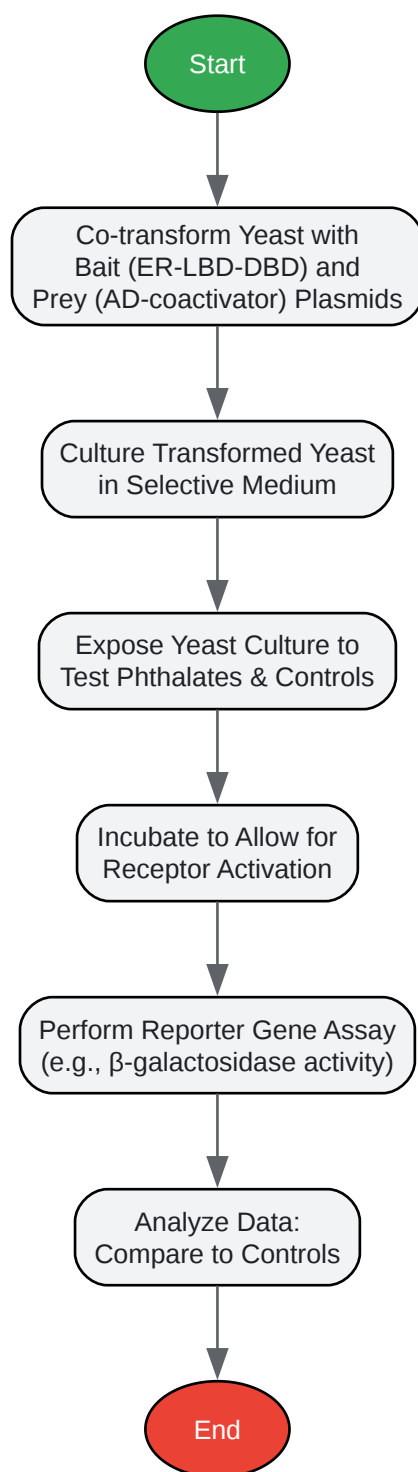 Start
Co-transform Yeast with
Bait (ER-LBD-DBD) and
Prey (AD-coactivator) Plasmids
Culture Transformed Yeast
in Selective Medium
Expose Yeast Culture to
Test Phthalates & Controls
Incubate to Allow for
Receptor Activation
Perform Reporter Gene Assay
(e.g., β-galactosidase activity)
Analyze Data:
Compare to Controls
End